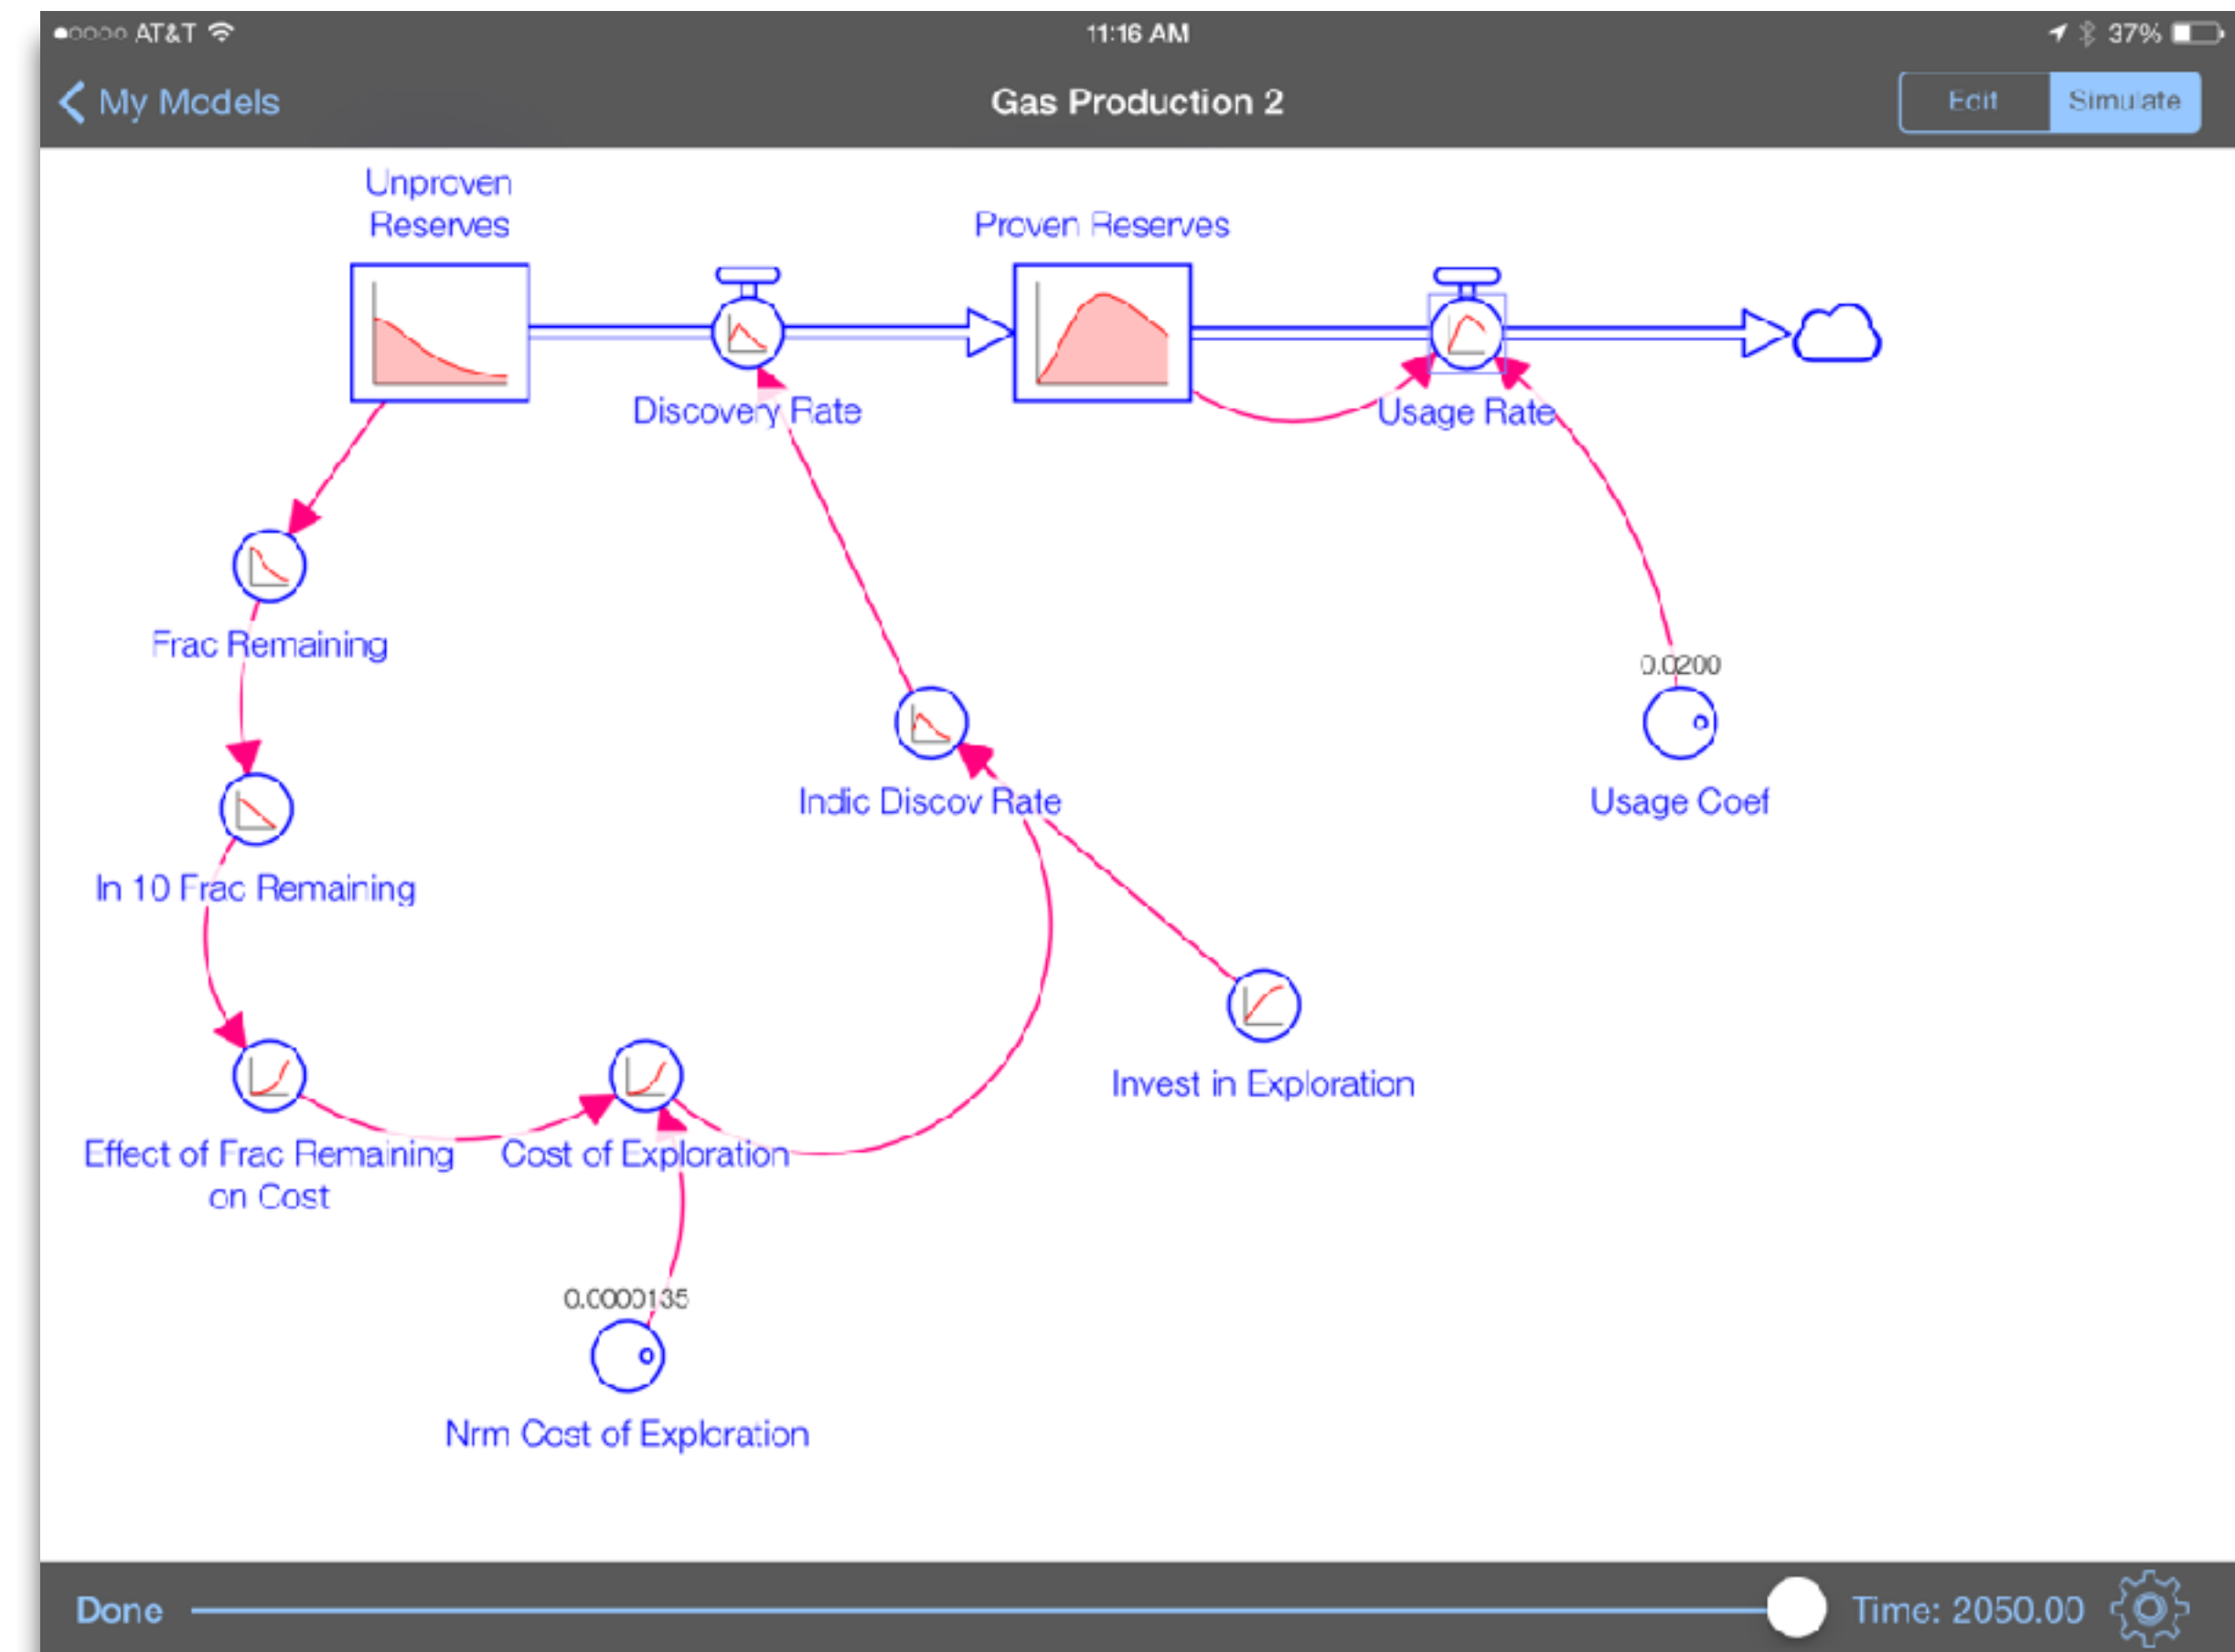 AT&T
11:16 AM
37%
My Models
Gas Production 2
Edit
Simulate
Unproven
Reserves
Proven Reserves
Discovery Rate
Usage Rate
Frac Remaining
0.0200
Indic Discov Rate
Usage Coef
In 10 Frac Remaining
Invest in Exploration
Effect of Frac Remaining
on Cost
Cost of Exploration
0.0000135
Nrm Cost of Exploration
Done
Time: 2050.00